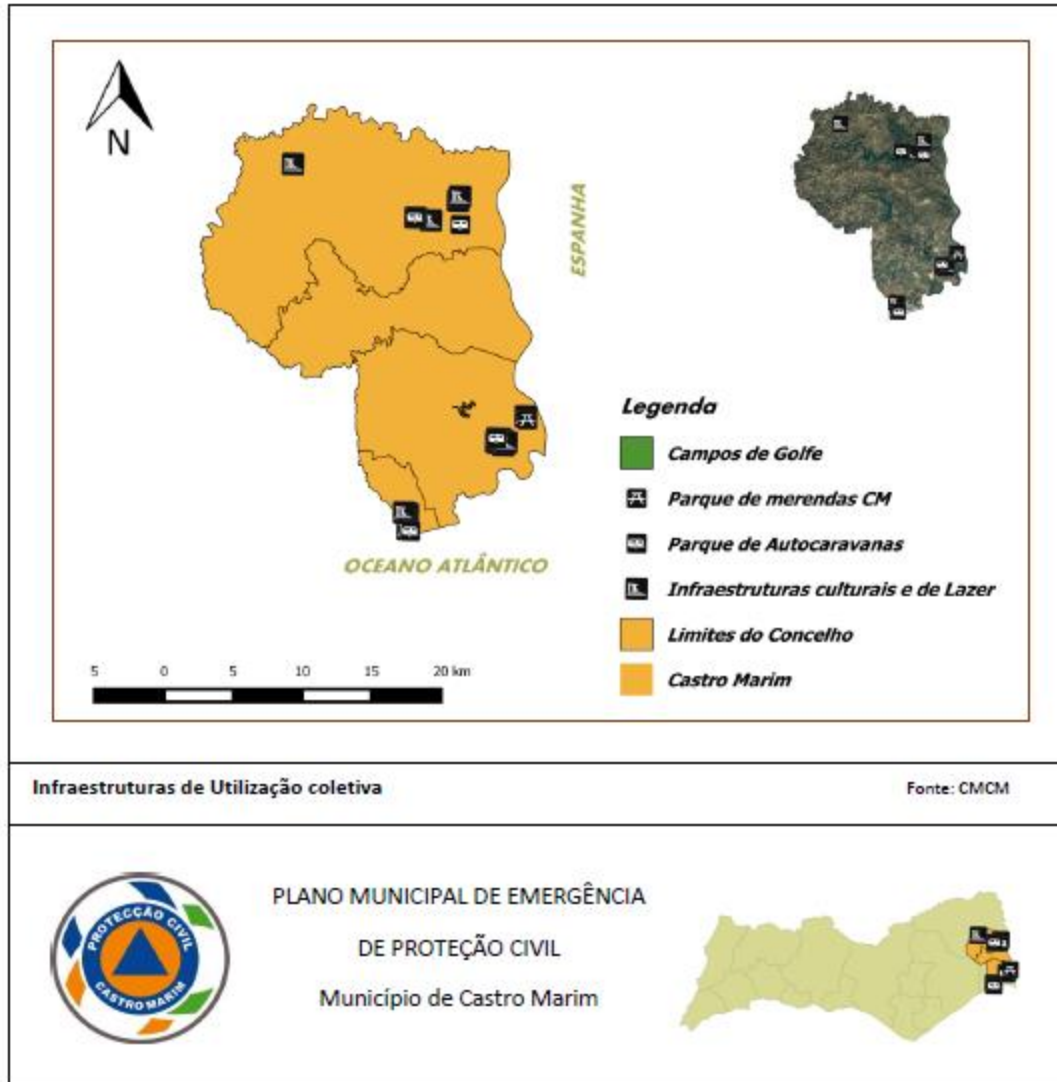 N
ESPANHA
OCEANO ATLÂNTICO
Legenda
Campos de Golfe
Parque de merendas CM
Parque de Autocaravanas
Infraestruturas culturais e de Lazer
Limites do Concelho
Castro Marim
5 0 5 10 15 20 km
Infraestruturas de Utilização coletiva
Fonte: CMCM
PROTECÇÃO CIVIL
CASTRO MARIM
PLANO MUNICIPAL DE EMERGÊNCIA
DE PROTEÇÃO CIVIL
Município de Castro Marim